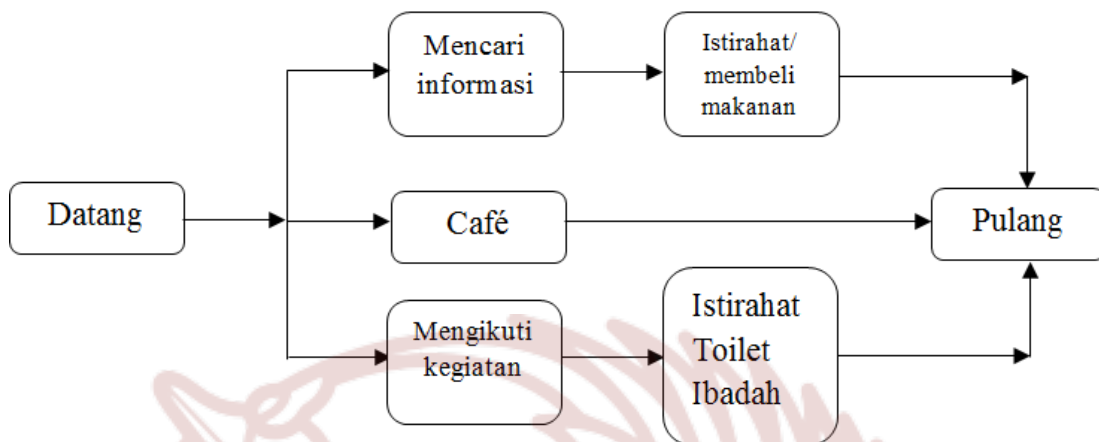 Mencari
informasi
Istirahat/
membeli
makanan
Datang
Café
Pulang
Mengikuti
kegiatan
Istirahat
Toilet
Ibadah